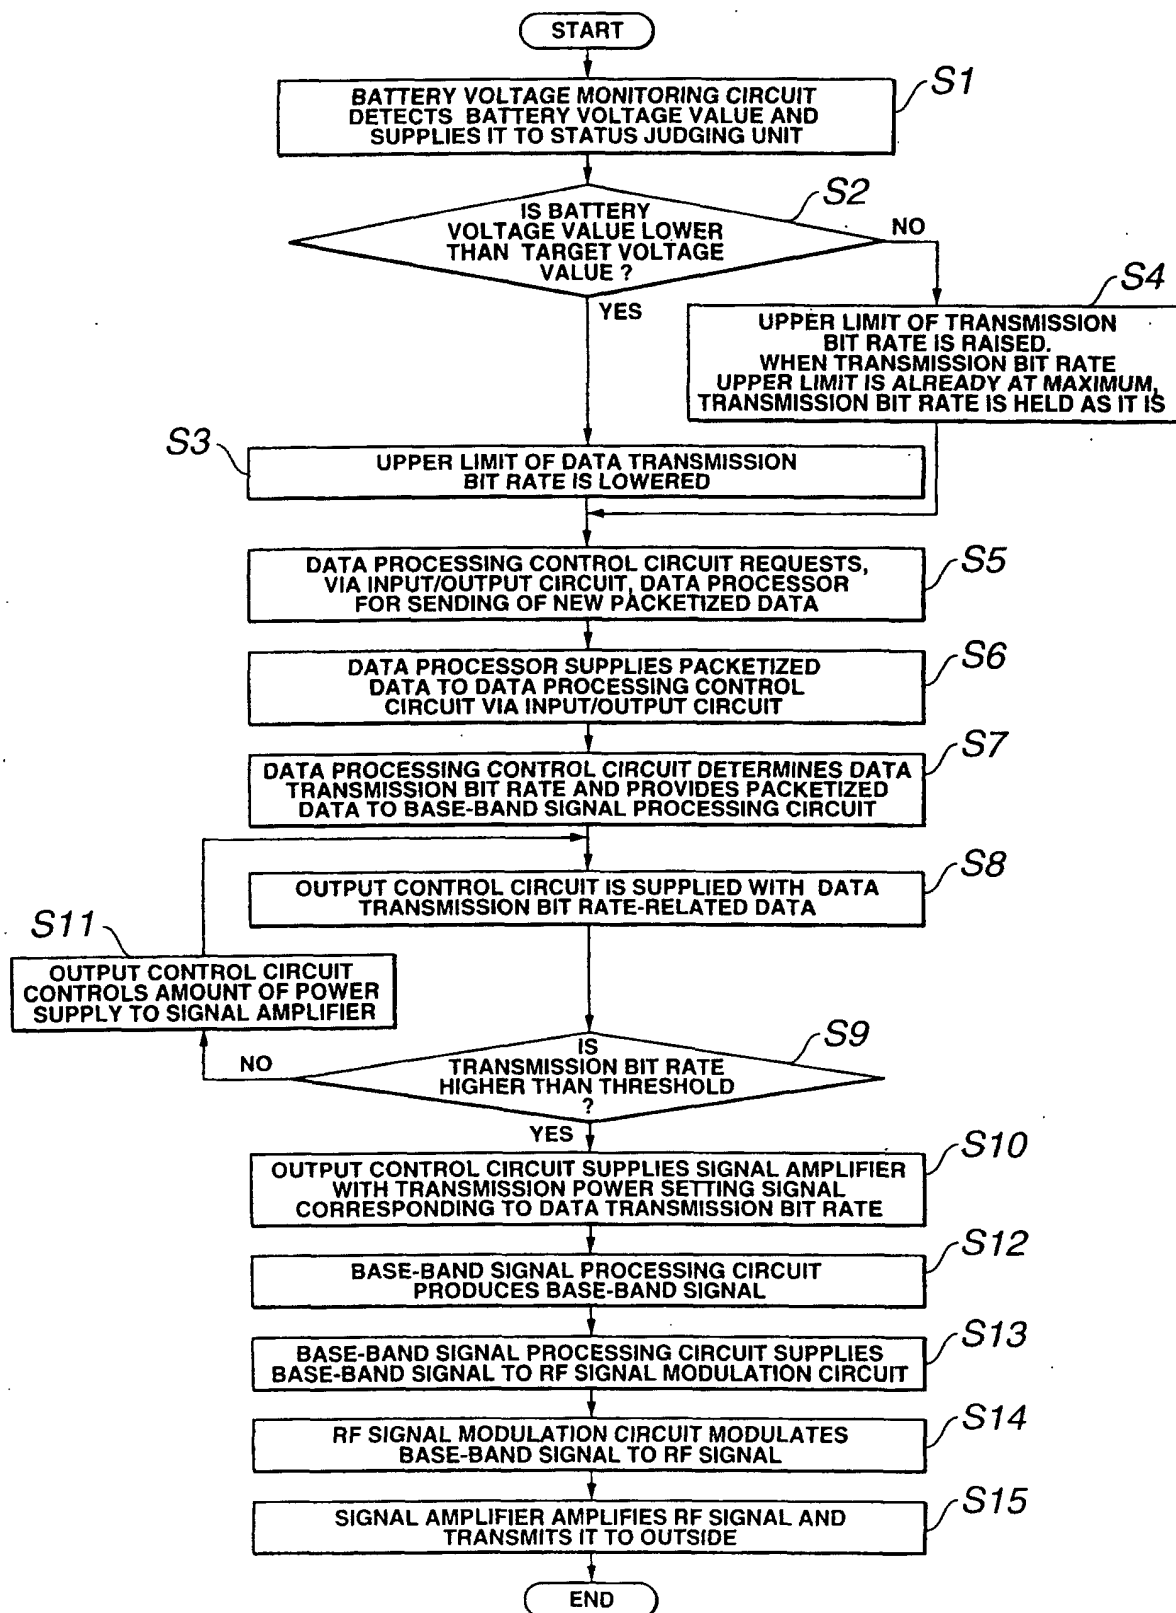 START
S1
BATTERY VOLTAGE MONITORING CIRCUIT
DETECTS BATTERY VOLTAGE VALUE AND
SUPPLIES IT TO STATUS JUDGING UNIT
S2
IS BATTERY
VOLTAGE VALUE LOWER
THAN TARGET VOLTAGE
VALUE ?
NO
YES
S4
UPPER LIMIT OF TRANSMISSION
BIT RATE IS RAISED.
WHEN TRANSMISSION BIT RATE
UPPER LIMIT IS ALREADY AT MAXIMUM,
TRANSMISSION BIT RATE IS HELD AS IT IS
S3
UPPER LIMIT OF DATA TRANSMISSION
BIT RATE IS LOWERED
S5
DATA PROCESSING CONTROL CIRCUIT REQUESTS,
VIA INPUT/OUTPUT CIRCUIT, DATA PROCESSOR
FOR SENDING OF NEW PACKETIZED DATA
S6
DATA PROCESSOR SUPPLIES PACKETIZED
DATA TO DATA PROCESSING CONTROL
CIRCUIT VIA INPUT/OUTPUT CIRCUIT
S7
DATA PROCESSING CONTROL CIRCUIT DETERMINES DATA
TRANSMISSION BIT RATE AND PROVIDES PACKETIZED
DATA TO BASE-BAND SIGNAL PROCESSING CIRCUIT
S8
OUTPUT CONTROL CIRCUIT IS SUPPLIED WITH DATA
TRANSMISSION BIT RATE-RELATED DATA
S11
OUTPUT CONTROL CIRCUIT
CONTROLS AMOUNT OF POWER
SUPPLY TO SIGNAL AMPLIFIER
S9
IS
TRANSMISSION BIT RATE
HIGHER THAN THRESHOLD
?
NO
YES
S10
OUTPUT CONTROL CIRCUIT SUPPLIES SIGNAL AMPLIFIER
WITH TRANSMISSION POWER SETTING SIGNAL
CORRESPONDING TO DATA TRANSMISSION BIT RATE
S12
BASE-BAND SIGNAL PROCESSING CIRCUIT
PRODUCES BASE-BAND SIGNAL
S13
BASE-BAND SIGNAL PROCESSING CIRCUIT SUPPLIES
BASE-BAND SIGNAL TO RF SIGNAL MODULATION CIRCUIT
S14
RF SIGNAL MODULATION CIRCUIT MODULATES
BASE-BAND SIGNAL TO RF SIGNAL
S15
SIGNAL AMPLIFIER AMPLIFIES RF SIGNAL AND
TRANSMITS IT TO OUTSIDE
END